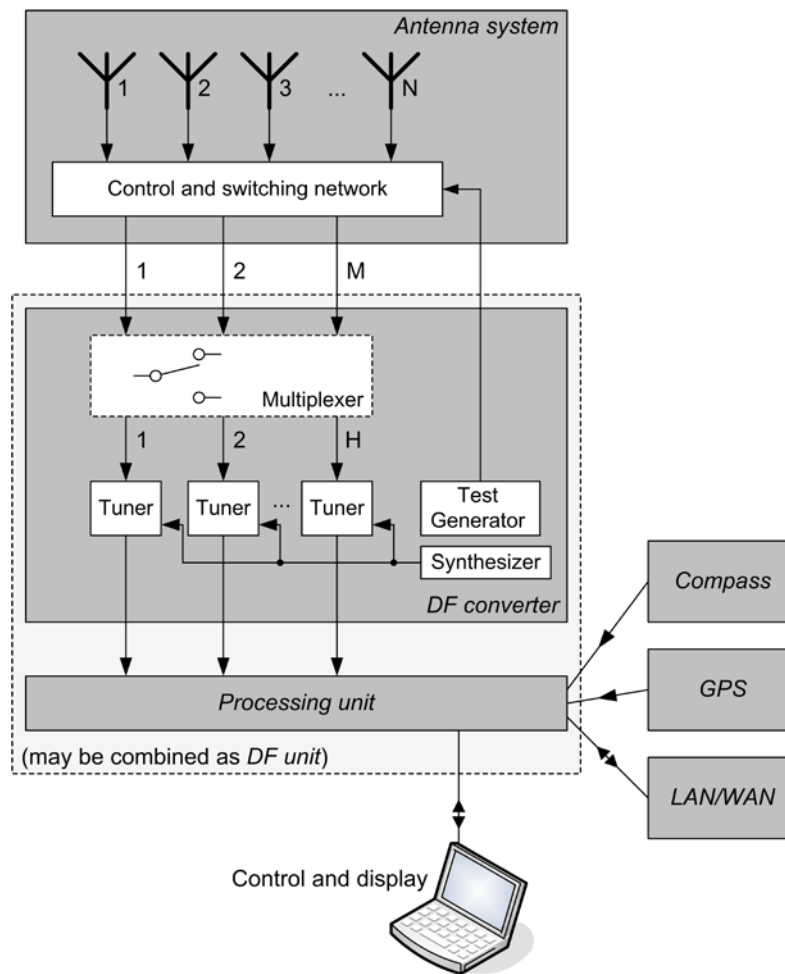 Antenna system
1
2
3
...
N
Control and switching network
1
2
M
Multiplexer
1
2
H
Tuner
Tuner
...
Tuner
Test
Generator
Synthesizer
DF converter
Compass
Processing unit
GPS
(may be combined as DF unit)
LAN/WAN
Control and display